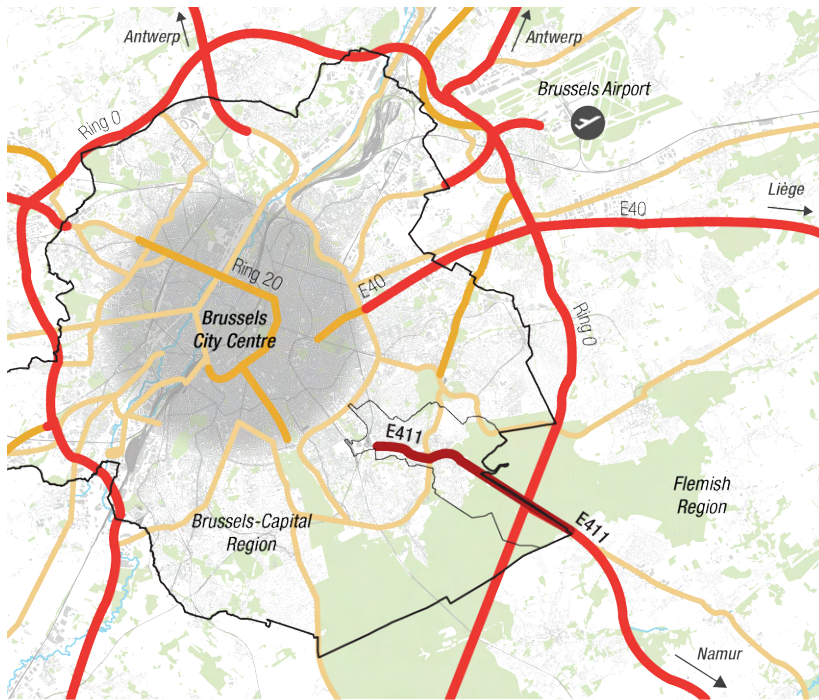 Antwerp
Antwerp
Brussels Airport
Ring 0
Liège
E40
Ring 20
E40
Brussels
City Centre
Ring 0
E411
Flemish
Region
Brussels-Capital
Region
E411
Namur